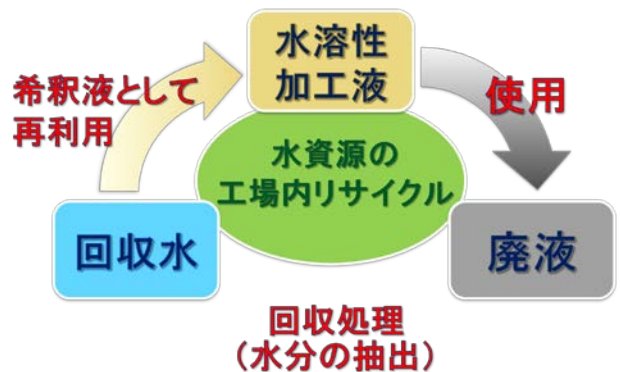 水溶性
加工液
希釈液として
再利用
使用
水資源の
工場内リサイクル
回収水
廃液
回収処理
(水分の抽出)